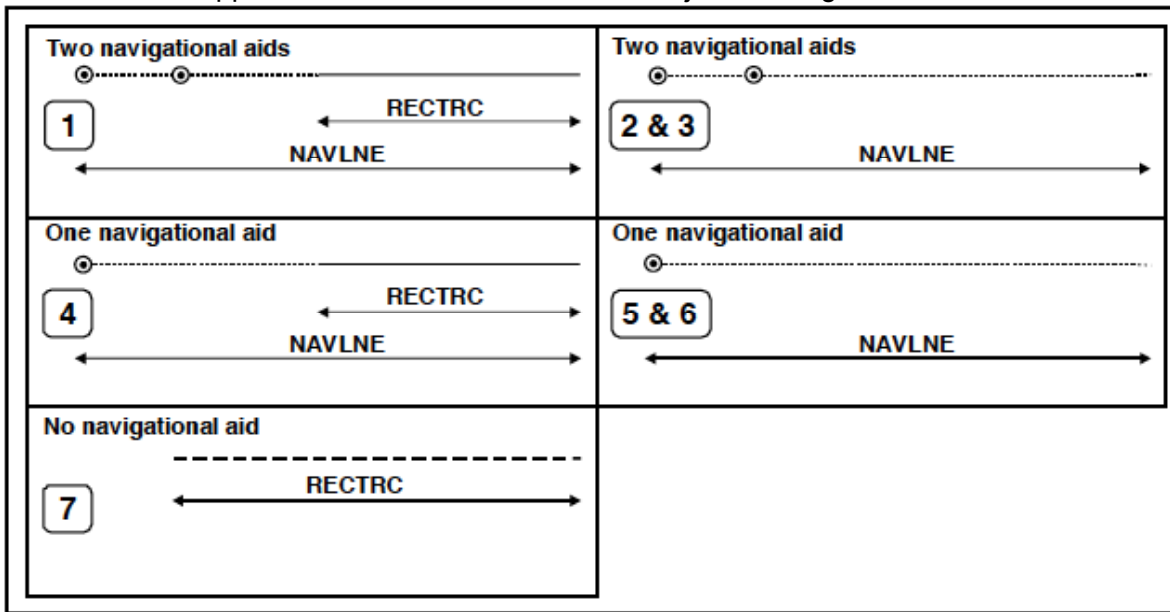 Two navigational aids
1
RECTRC
NAVLNE
Two navigational aids
2 & 3
NAVLNE
One navigational aid
4
RECTRC
NAVLNE
One navigational aid
5 & 6
NAVLNE
No navigational aid
7
RECTRC